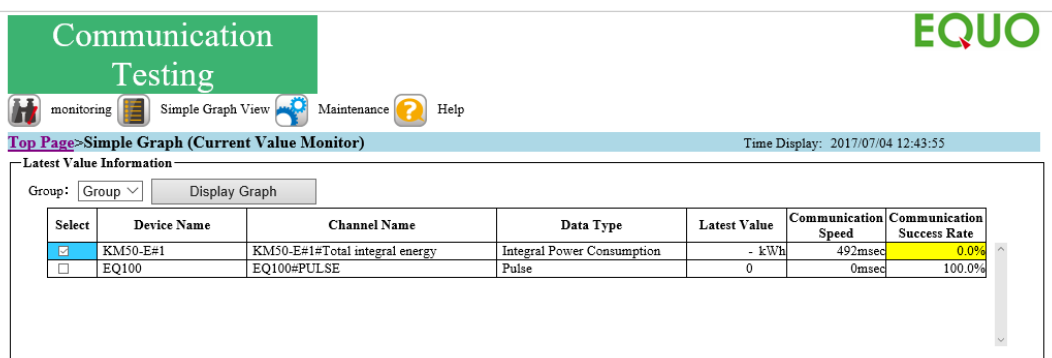 Communication
Testing
EQUO
monitoring Simple Graph View Maintenance ? Help
Top Page>Simple Graph (Current Value Monitor) Time Display: 2017/07/04 12:43:55
Latest Value Information
Group: Group Display Graph
Select Device Name Channel Name Data Type Latest Value Communication Speed Communication Success Rate
KM50-E#1 KM50-E#1#Total integral energy Integral Power Consumption - kWh 492msec 0.0%
EQ100 EQ100#PULSE Pulse 0 0msec 100.0%